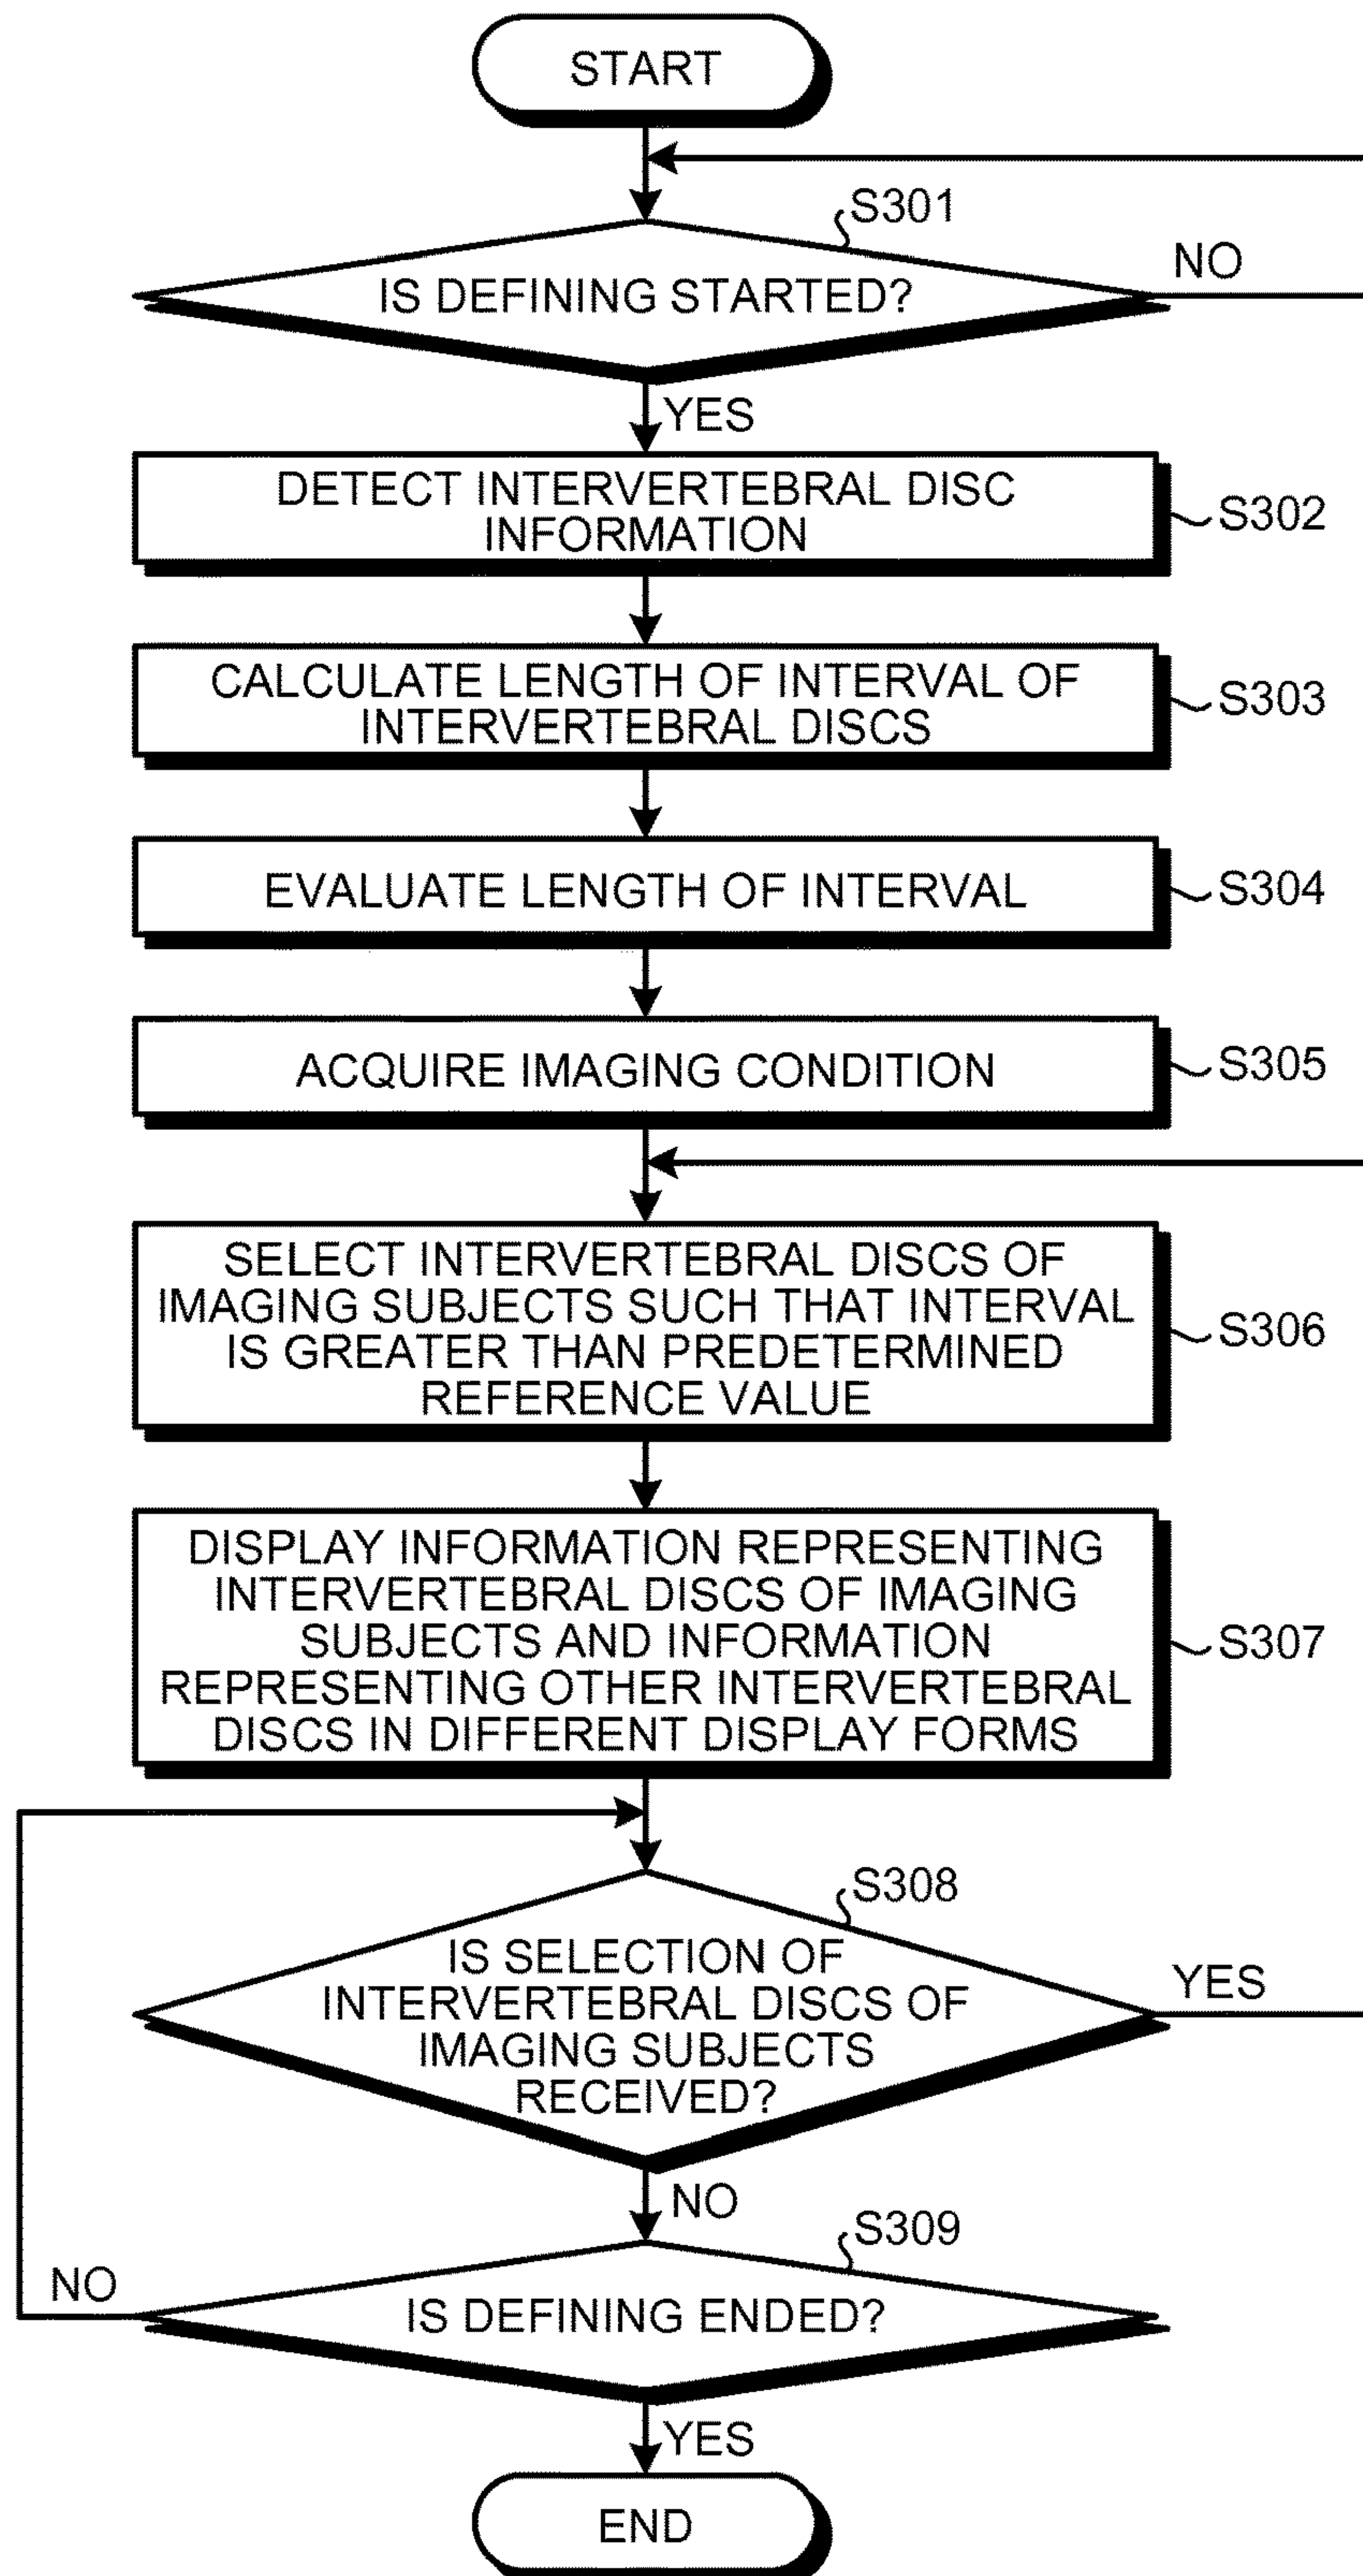 START
S301
IS DEFINING STARTED?
NO
YES
DETECT INTERVERTEBRAL DISC
INFORMATION
S302
CALCULATE LENGTH OF INTERVAL OF
INTERVERTEBRAL DISCS
S303
EVALUATE LENGTH OF INTERVAL
S304
ACQUIRE IMAGING CONDITION
S305
SELECT INTERVERTEBRAL DISCS OF
IMAGING SUBJECTS SUCH THAT INTERVAL
IS GREATER THAN PREDETERMINED
REFERENCE VALUE
S306
DISPLAY INFORMATION REPRESENTING
INTERVERTEBRAL DISCS OF IMAGING
SUBJECTS AND INFORMATION
REPRESENTING OTHER INTERVERTEBRAL
DISCS IN DIFFERENT DISPLAY FORMS
S307
S308
IS SELECTION OF
INTERVERTEBRAL DISCS OF
IMAGING SUBJECTS
RECEIVED?
YES
NO
S309
NO
IS DEFINING ENDED?
YES
END